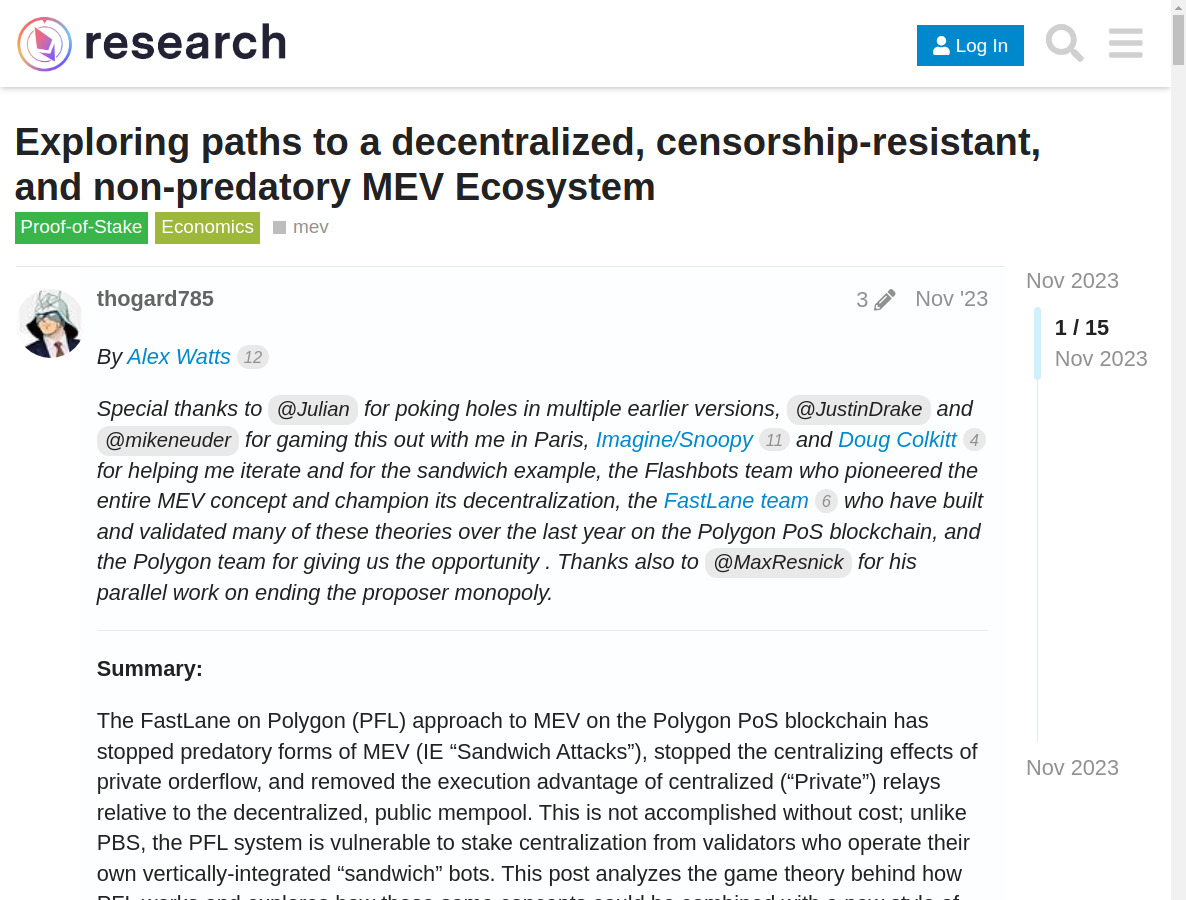 research
Log In
Exploring paths to a decentralized, censorship-resistant,
and non-predatory MEV Ecosystem
Proof-of-Stake Economics mev
thogard785 3 Nov '23
By Alex Watts 12
Special thanks to @Julian for poking holes in multiple earlier versions, @JustinDrake and
@mikeneuder for gaming this out with me in Paris, Imagine/Snoopy 11 and Doug Colkitt 4
for helping me iterate and for the sandwich example, the Flashbots team who pioneered the
entire MEV concept and champion its decentralization, the FastLane team 6 who have built
and validated many of these theories over the last year on the Polygon PoS blockchain, and
the Polygon team for giving us the opportunity . Thanks also to @MaxResnick for his
parallel work on ending the proposer monopoly.
Summary:
The FastLane on Polygon (PFL) approach to MEV on the Polygon PoS blockchain has
stopped predatory forms of MEV (IE “Sandwich Attacks”), stopped the centralizing effects of
private orderflow, and removed the execution advantage of centralized (“Private”) relays
relative to the decentralized, public mempool. This is not accomplished without cost; unlike
PBS, the PFL system is vulnerable to stake centralization from validators who operate their
own vertically-integrated “sandwich” bots. This post analyzes the game theory behind how
Nov 2023
1 / 15
Nov 2023
Nov 2023